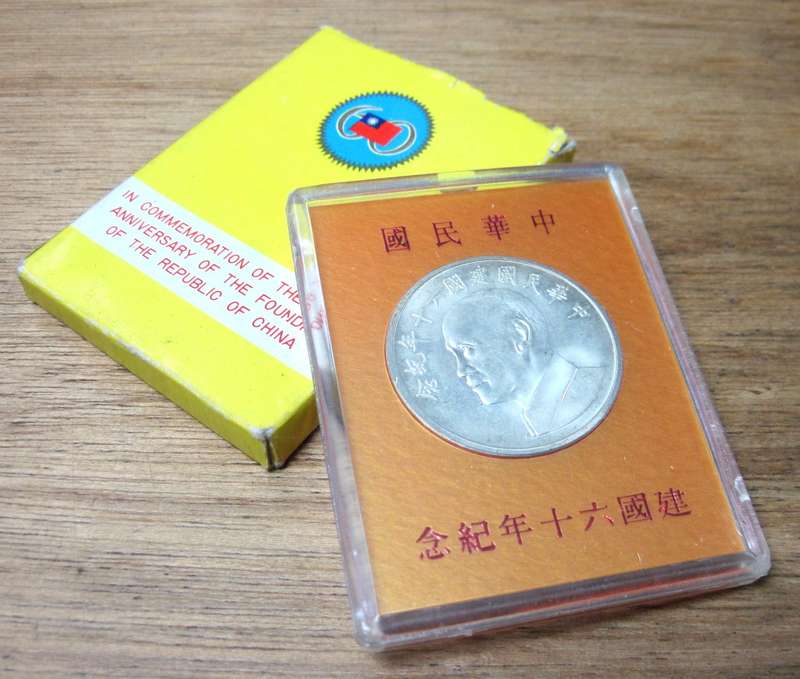 60
IN COMMEMORATION OF THE
ANNIVERSARY OF THE
OF THE REPUBLIC OF CHINA
中華民國
中華民國建國六十年紀念
建國六十年紀念